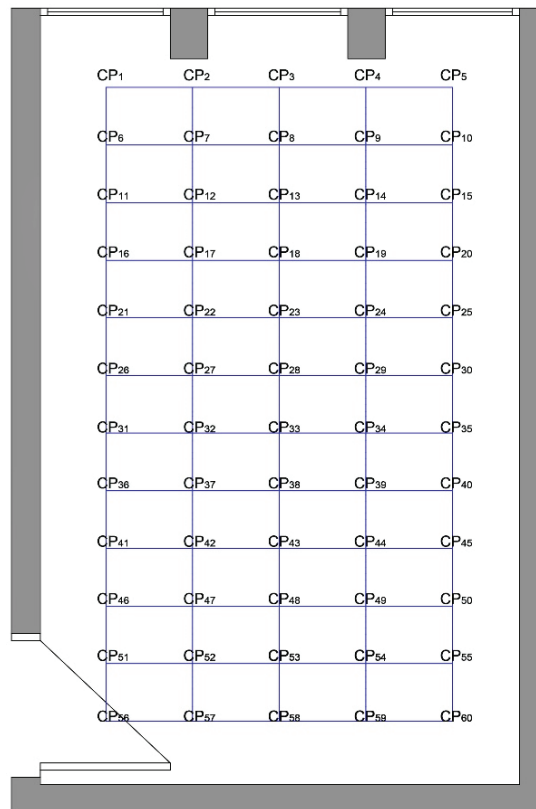 CP₁ CP₂ CP₃ CP₄ CP₅
CP₆ CP₇ CP₈ CP₉ CP₁₀
CP₁₁ CP₁₂ CP₁₃ CP₁₄ CP₁₅
CP₁₆ CP₁₇ CP₁₈ CP₁₉ CP₂₀
CP₂₁ CP₂₂ CP₂₃ CP₂₄ CP₂₅
CP₂₆ CP₂₇ CP₂₈ CP₂₉ CP₃₀
CP₃₁ CP₃₂ CP₃₃ CP₃₄ CP₃₅
CP₃₆ CP₃₇ CP₃₈ CP₃₉ CP₄₀
CP₄₁ CP₄₂ CP₄₃ CP₄₄ CP₄₅
CP₄₆ CP₄₇ CP₄₈ CP₄₉ CP₅₀
CP₅₁ CP₅₂ CP₅₃ CP₅₄ CP₅₅
CP₅₆ CP₅₇ CP₅₈ CP₅₉ CP₆₀